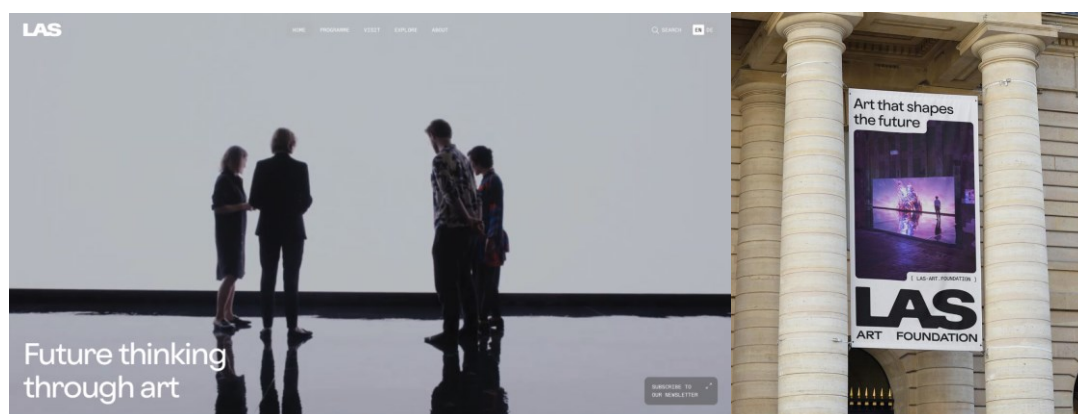 LAS
HOME PROGRAMME VISIT EXPLORE ABOUT
SEARCH EN DE
Future thinking
through art
SUBSCRIBE TO
OUR NEWSLETTER
Art that shapes
the future
[ LAS-ART.FOUNDATION ]
LAS
ART FOUNDATION